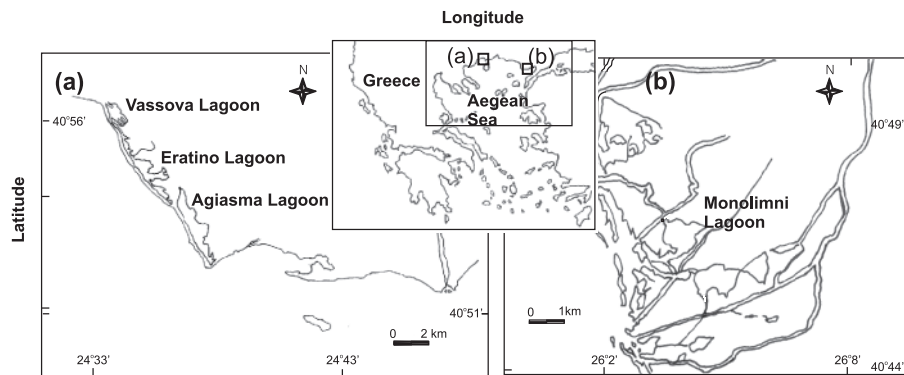 Longitude
(a)
N
Vassova Lagoon
40°56'
Eratino Lagoon
Agiasma Lagoon
Latitude
0 2 km
40°51'
24°33'
24°43'
(a)
(b)
Greece
Aegean
Sea
(b)
N
40°49'
Monolimni
Lagoon
0 1km
26°2'
26°8'
40°44'